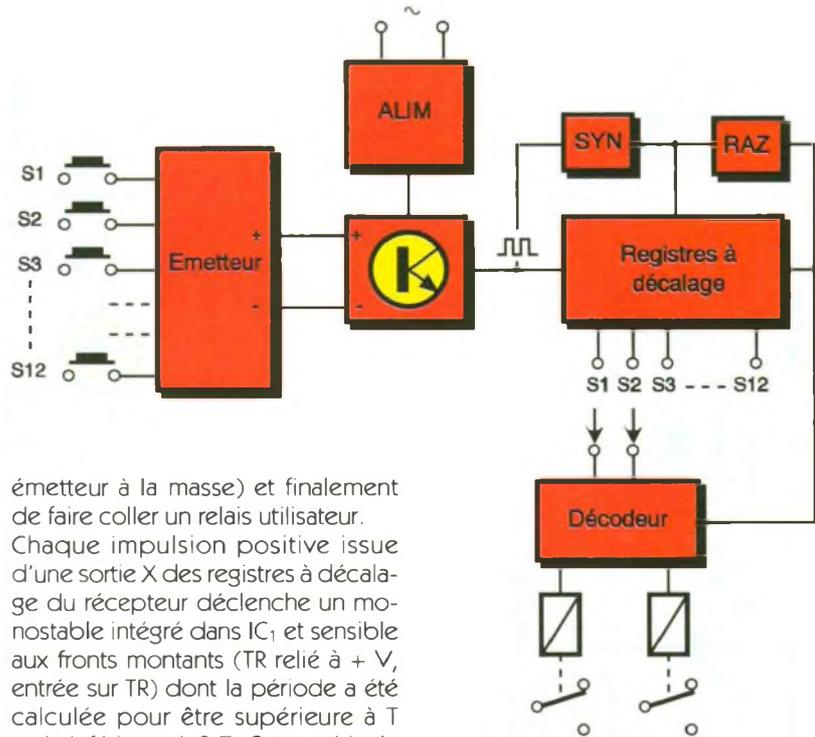 ~
ALIM
SYN
RAZ
S1
S2
S3
S12
Emetteur
+
-
+
-
Registres à
décalage
S1 S2 S3 ---- S12
Décodeur
émetteur à la masse) et finalement
de faire coller un relais utilisateur.
Chaque impulsion positive issue
d'une sortie X des registres à décala-
ge du récepteur déclenche un mo-
nostable intégré dans IC₁ et sensible
aux fronts montants (TR relié à + V,
entrée sur TR) dont la période a été
calculée pour être supérieure à T